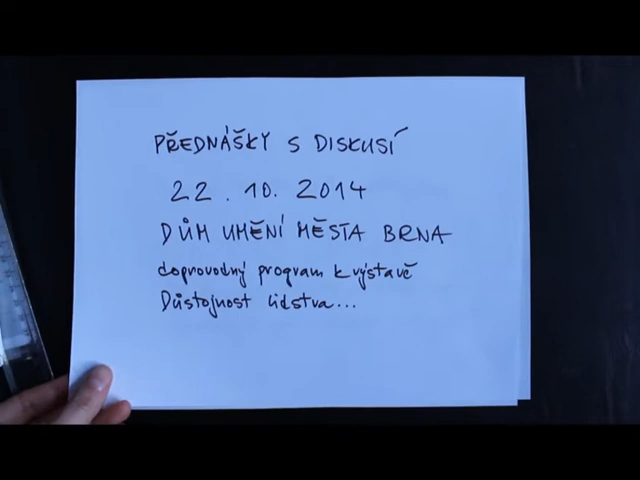 PŘEDNÁŠKY S DISKUSÍ
22. 10. 2014
DŮM UMĚNÍ MĚSTA BRNA
doprovodný program k výstavě
Důstojnost lidstva...